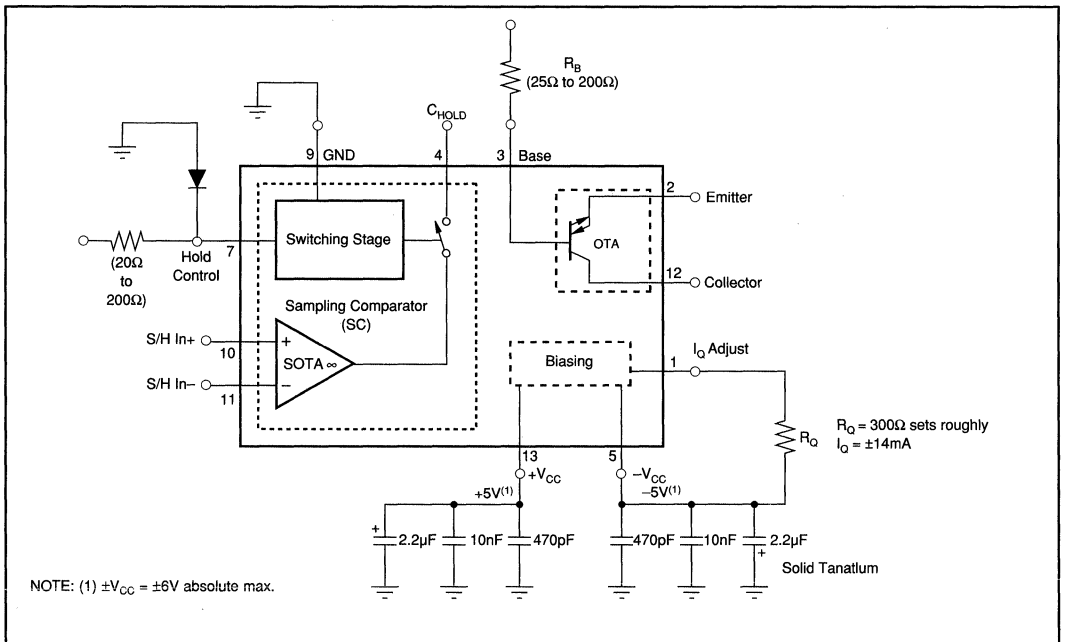 R_B
(25Ω to 200Ω)
C_HOLD
9 GND
4
3 Base
2
Emitter
Switching Stage
OTA
7
Hold
Control
(20Ω
to
200Ω)
12
Collector
Sampling Comparator
(SC)
S/H In+
10
+
SOTA ∞
S/H In–
11
–
Biasing
1
I_Q Adjust
R_Q
R_Q = 300Ω sets roughly
I_Q = ±14mA
13
5
+V_CC
–V_CC
+5V(1)
–5V(1)
+
2.2µF
10nF
470pF
470pF
10nF
2.2µF
+
Solid Tanatlum
NOTE: (1) ±V_CC = ±6V absolute max.